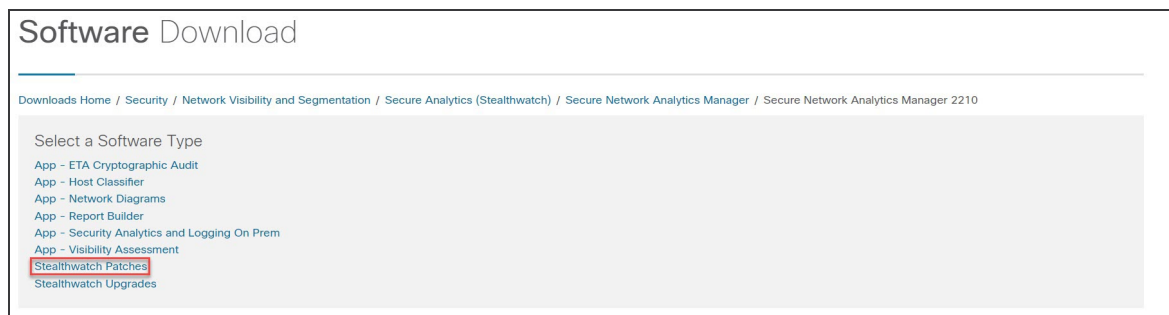 Software Download
Downloads Home / Security / Network Visibility and Segmentation / Secure Analytics (Stealthwatch) / Secure Network Analytics Manager / Secure Network Analytics Manager 2210
Select a Software Type
App - ETA Cryptographic Audit
App - Host Classifier
App - Network Diagrams
App - Report Builder
App - Security Analytics and Logging On Prem
App - Visibility Assessment
Stealthwatch Patches
Stealthwatch Upgrades